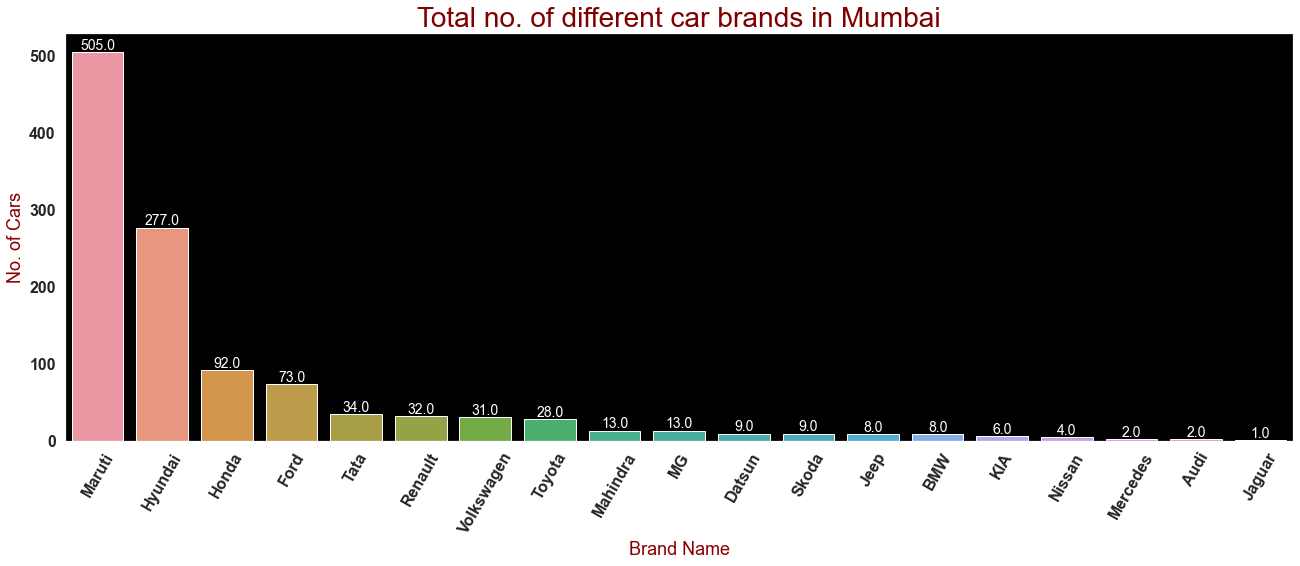 Total no. of different car brands in Mumbai
No. of Cars
500
400
300
200
100
0
505.0
277.0
92.0
73.0
34.0
32.0
31.0
28.0
13.0
13.0
9.0
9.0
8.0
8.0
6.0
4.0
2.0
2.0
1.0
Maruti
Hyundai
Honda
Ford
Tata
Renault
Volkswagen
Toyota
Mahindra
MG
Datsun
Skoda
Jeep
BMW
KIA
Nissan
Mercedes
Audi
Jaguar
Brand Name